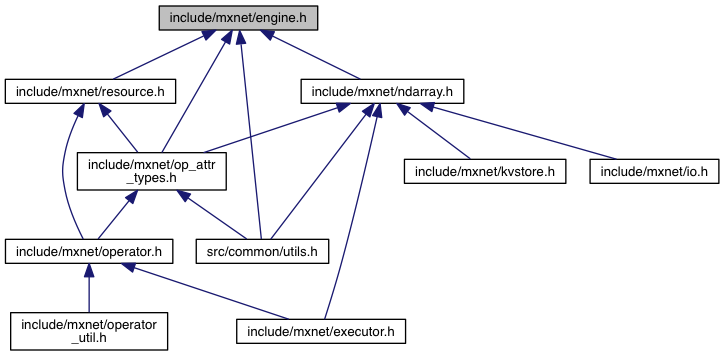 include/mxnet/engine.h
include/mxnet/resource.h
include/mxnet/ndarray.h
include/mxnet/op_attr
_types.h
include/mxnet/kvstore.h
include/mxnet/io.h
include/mxnet/operator.h
src/common/utils.h
include/mxnet/operator
_util.h
include/mxnet/executor.h